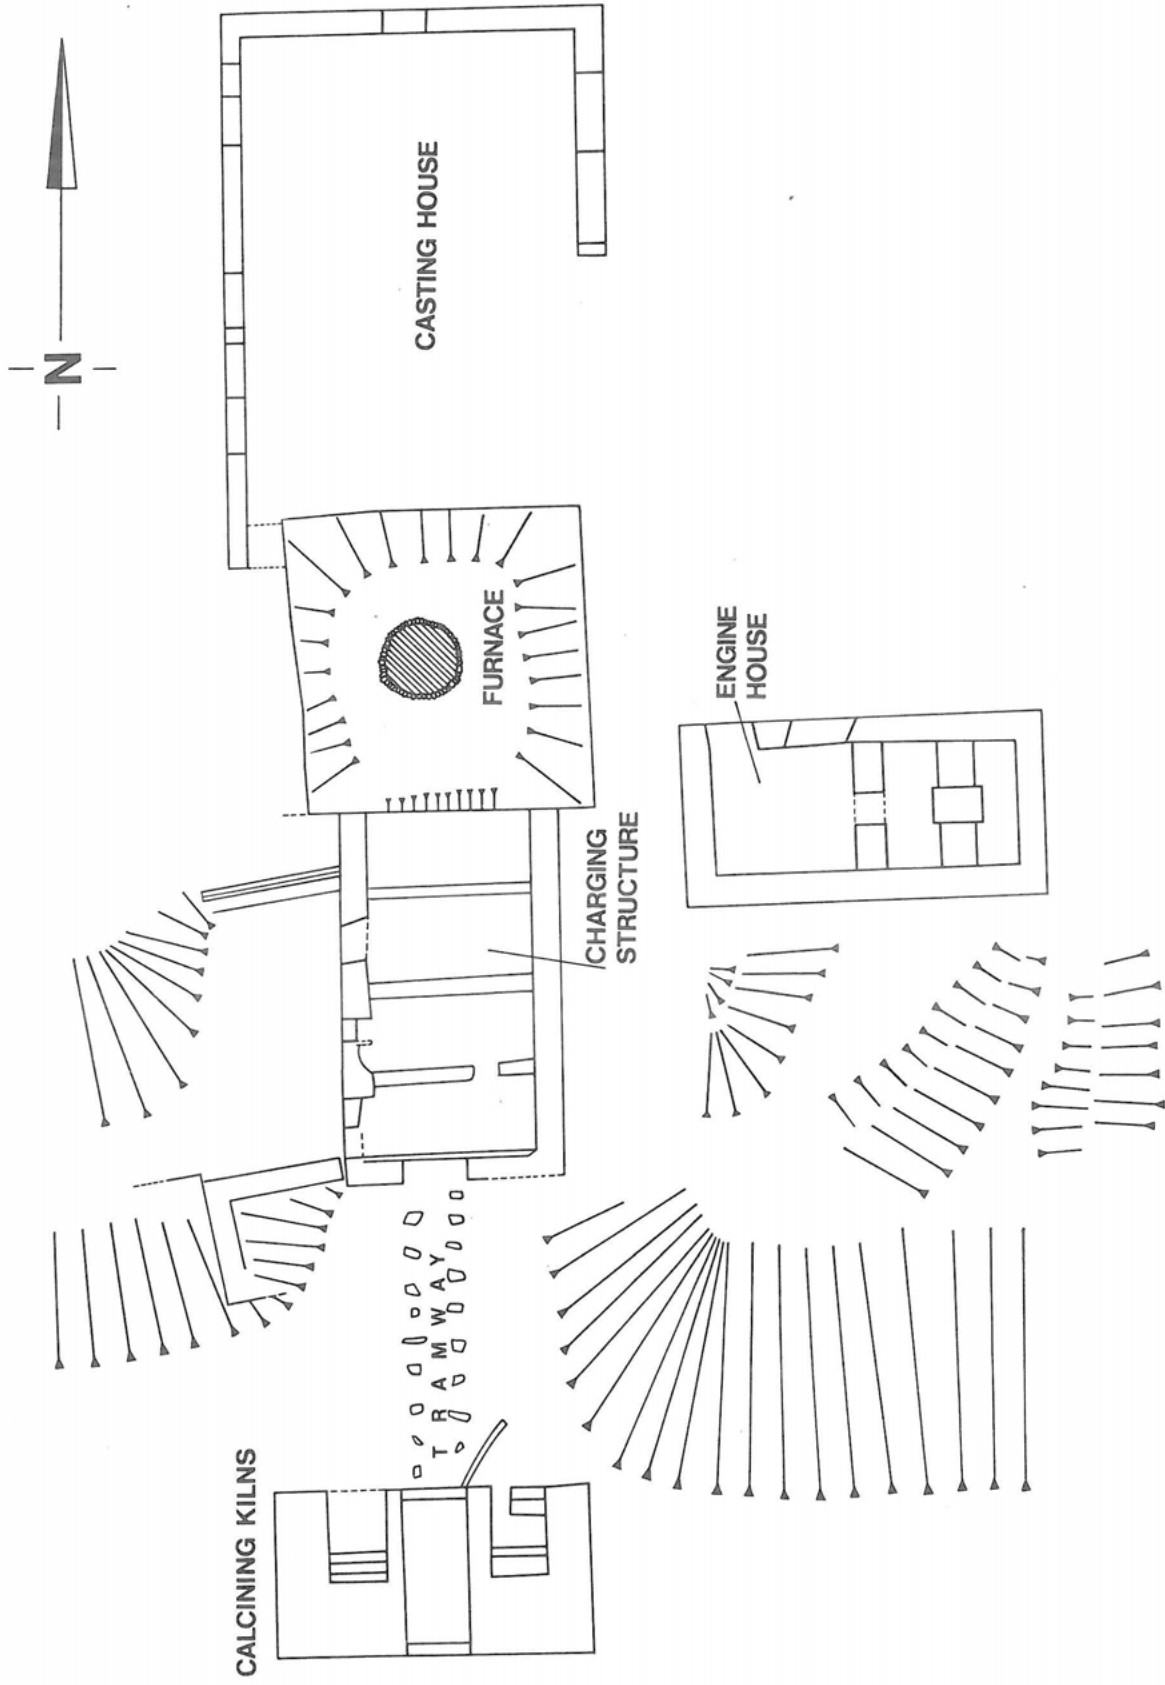 N
CASTING HOUSE
FURNACE
ENGINE
HOUSE
CHARGING
STRUCTURE
TRAMWAY
CALCINING KILNS